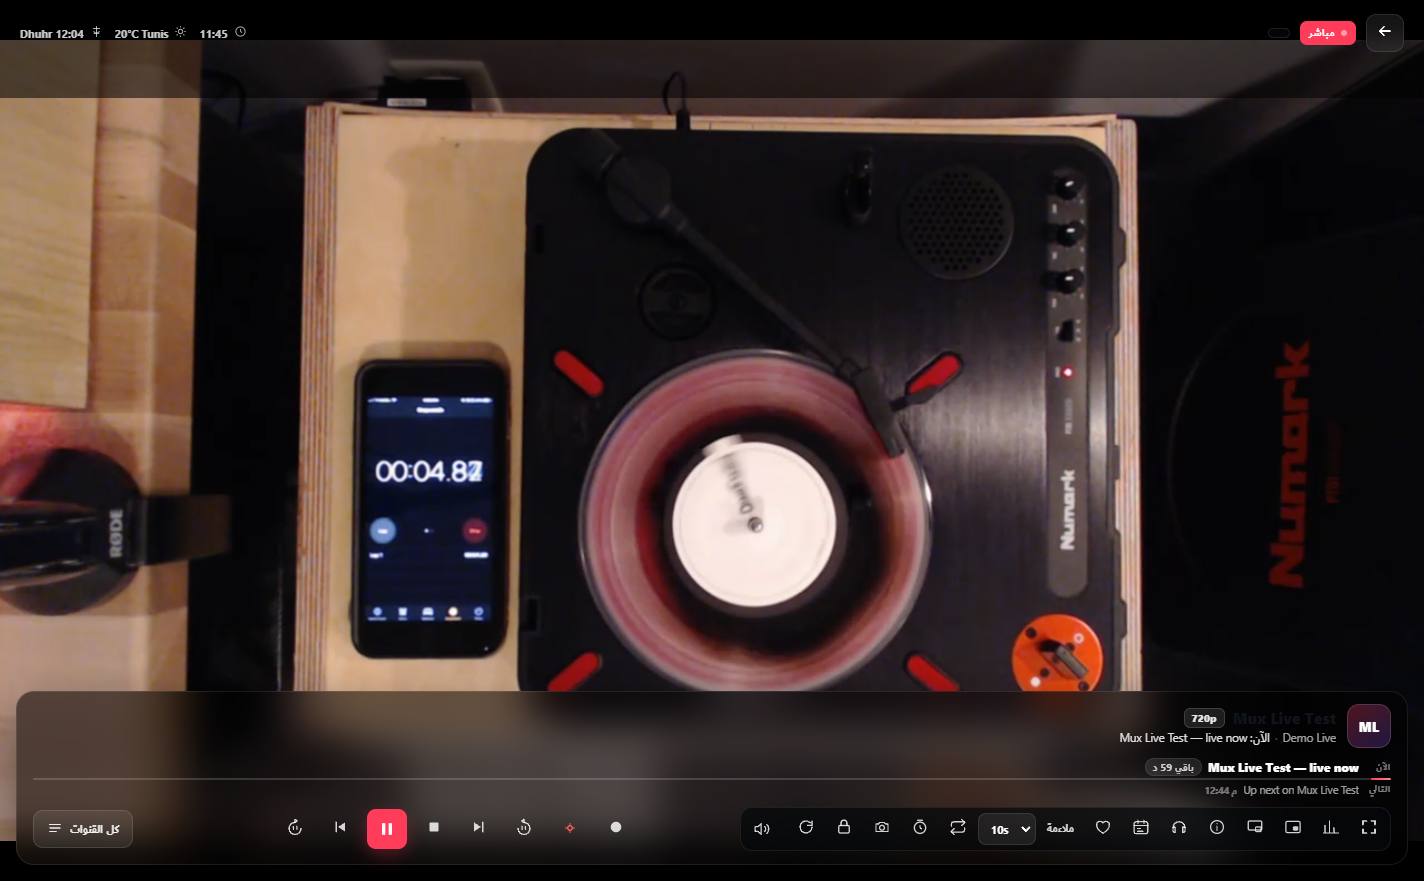 Dhuhr 12:04 20°C Tunis 11:45
مباشر
RØDE
00:04.82
Numark
Numark
Mux Live Test 720p
ML
الآن: Mux Live Test — live now · Demo Live
الآن Mux Live Test — live now باقي 59 د
التالي Up next on Mux Live Test 12:44 م
كل القنوات
10s
ملاءمة